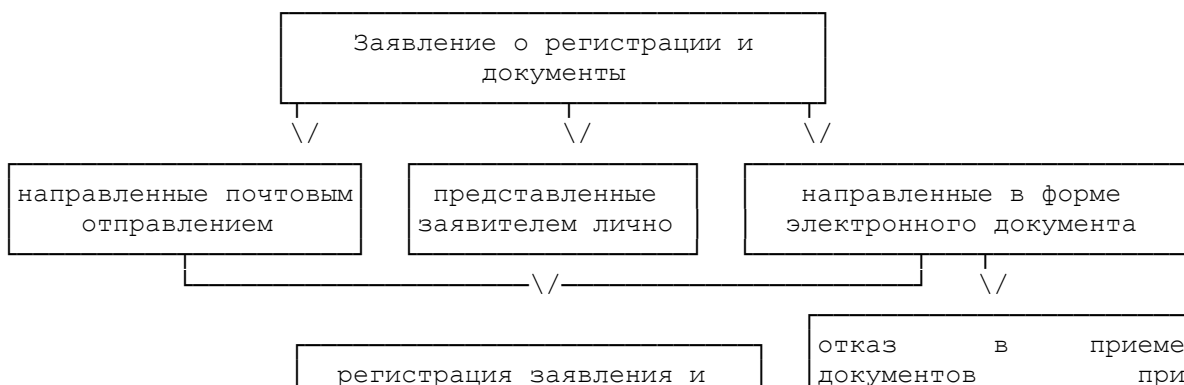 Заявление о регистрации и
документы
\/ \/ \/
направленные почтовым
отправлением
представленные
заявителем лично
направленные в форме
электронного документа
\/ \/
регистрация заявления и
отказ в приеме
документов при